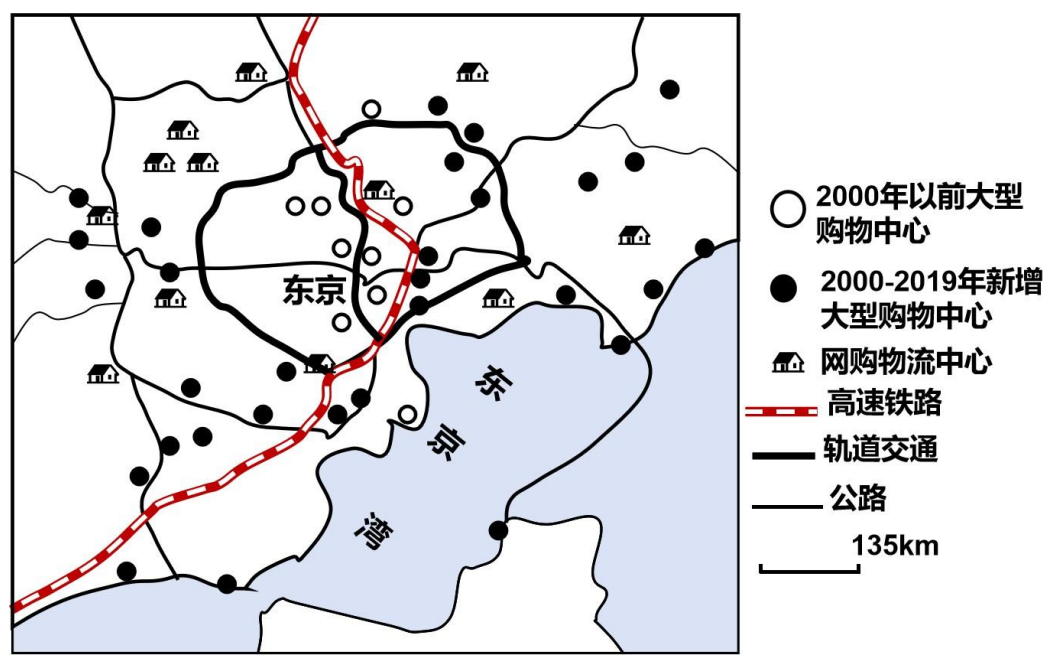 东京
东
京
湾
2000年以前大型
购物中心
2000-2019年新增
大型购物中心
网购物流中心
高速铁路
轨道交通
公路
135km